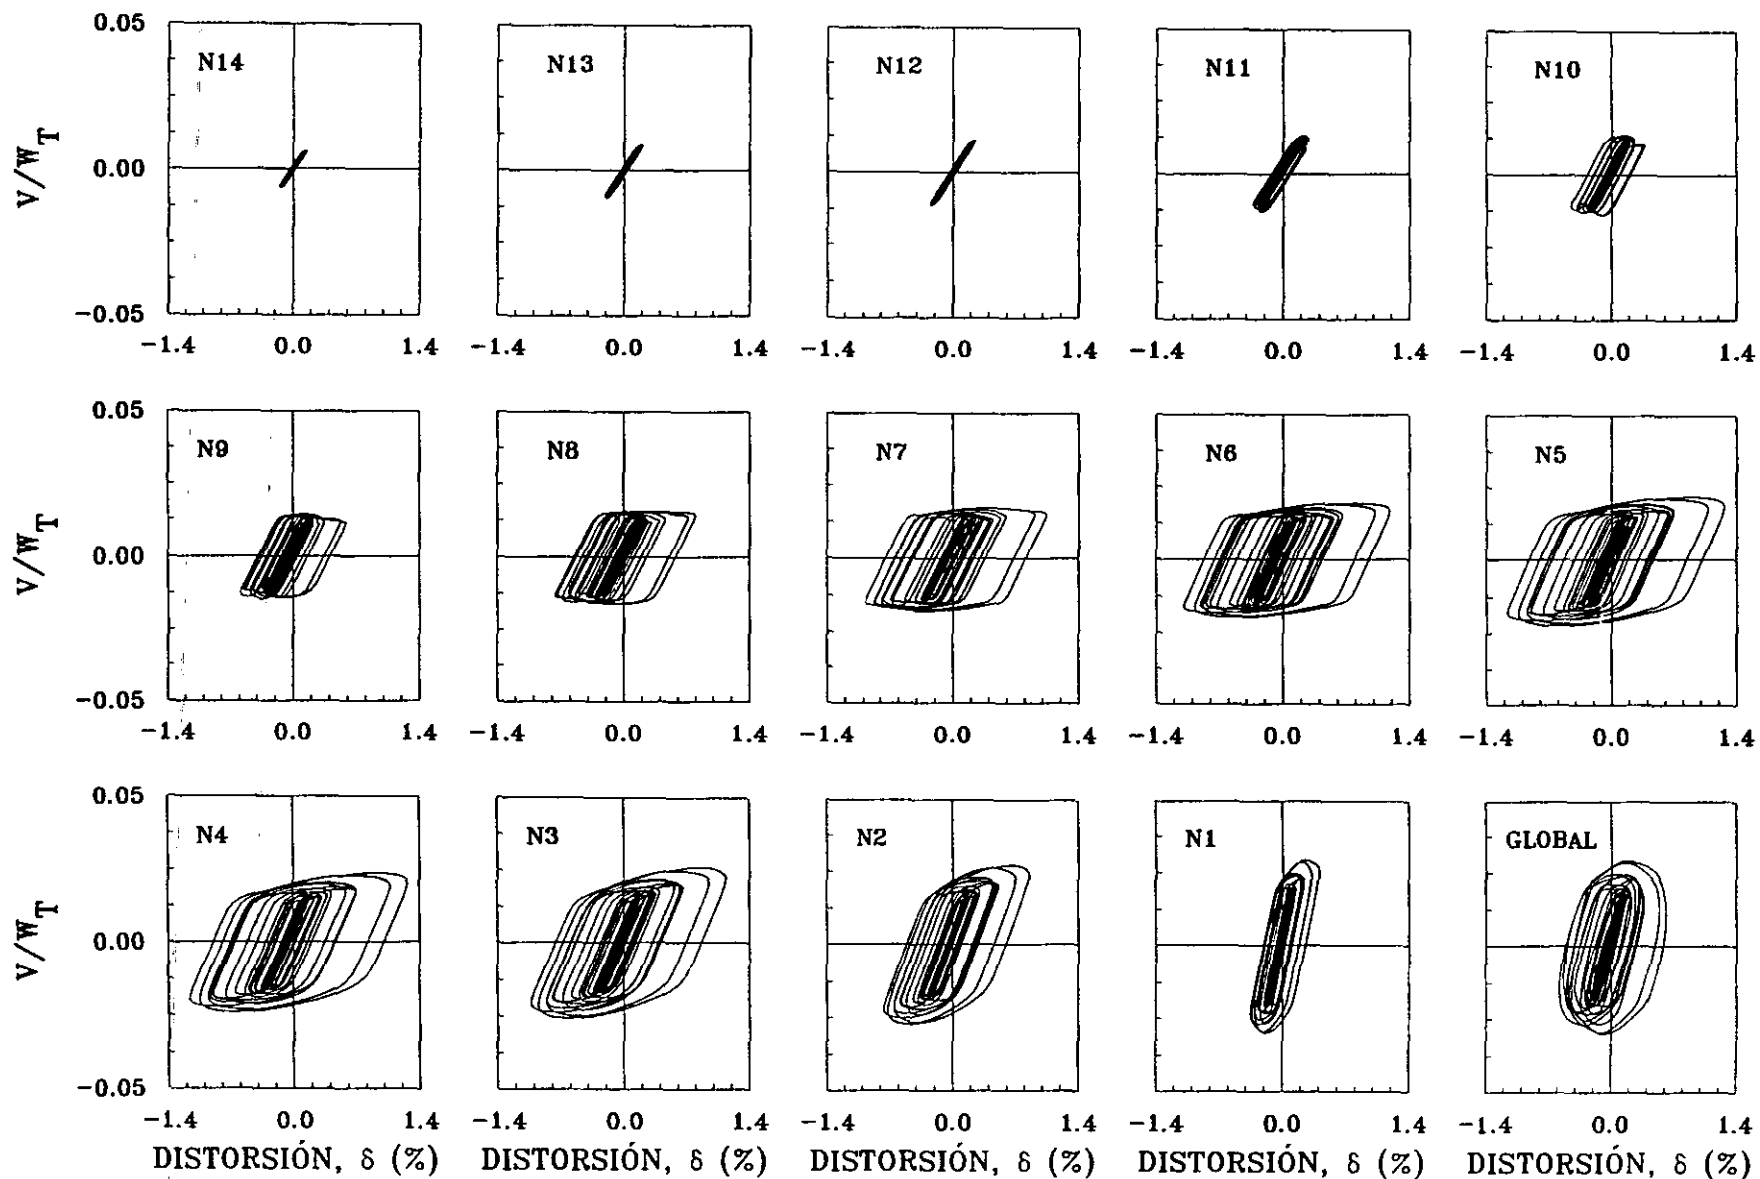 0.05
N14 N13 N12 N11 N10
V/W_T
0.00
−0.05
−1.4 0.0 1.4 −1.4 0.0 1.4 −1.4 0.0 1.4 −1.4 0.0 1.4 −1.4 0.0 1.4
0.05
N9 N8 N7 N6 N5
V/W_T
0.00
−0.05
−1.4 0.0 1.4 −1.4 0.0 1.4 −1.4 0.0 1.4 −1.4 0.0 1.4 −1.4 0.0 1.4
0.05
N4 N3 N2 N1 GLOBAL
V/W_T
0.00
−0.05
−1.4 0.0 1.4 −1.4 0.0 1.4 −1.4 0.0 1.4 −1.4 0.0 1.4 −1.4 0.0 1.4
DISTORSIÓN, δ (%) DISTORSIÓN, δ (%) DISTORSIÓN, δ (%) DISTORSIÓN, δ (%) DISTORSIÓN, δ (%)